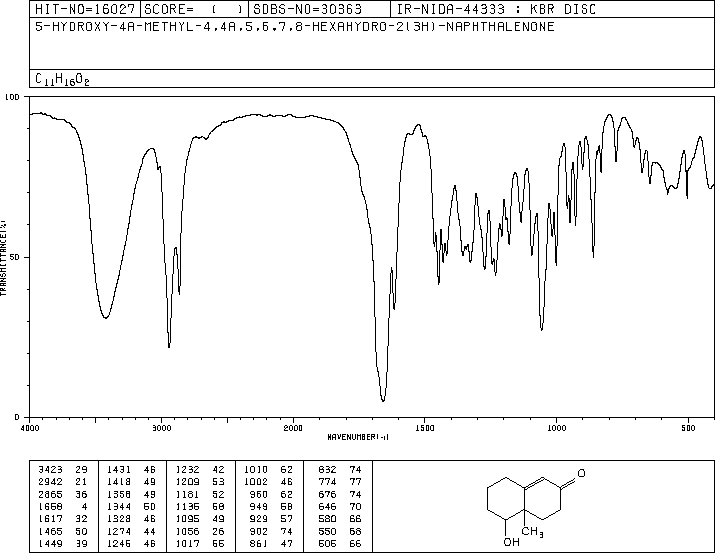 HIT-NO=16027 SCORE= ( ) SDBS-NO=30363 IR-NIDA-44333 : KBR DISC
5-HYDROXY-4A-METHYL-4,4A,5,6,7,8-HEXAHYDRO-2(3H)-NAPHTHALENONE
C11H16O2
100
50
0
TRANSMITTANCE(%)
4000 3000 2000 1500 1000 500
WAVENUMBER(-1)
3423 29 1431 46 1232 42 1010 62 832 74
2942 21 1418 49 1209 53 1002 46 774 77
2865 36 1358 49 1181 52 960 62 676 74
1658 4 1344 50 1136 58 949 58 646 70
1617 32 1328 46 1095 49 929 57 580 66
1465 50 1274 44 1056 26 902 74 550 68
1449 39 1246 46 1017 55 861 47 506 66
O
CH3
OH